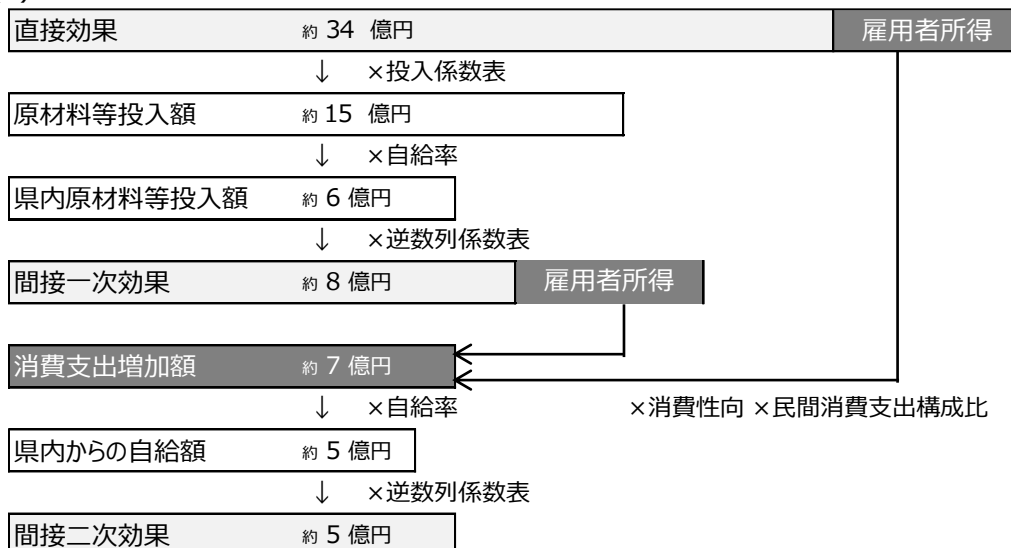 直接効果 約 34 億円 雇用者所得
↓ ×投入係数表
原材料等投入額 約 15 億円
↓ ×自給率
県内原材料等投入額 約 6 億円
↓ ×逆数列係数表
間接一次効果 約 8 億円 雇用者所得
消費支出増加額 約 7 億円
↓ ×自給率 ×消費性向 ×民間消費支出構成比
県内からの自給額 約 5 億円
↓ ×逆数列係数表
間接二次効果 約 5 億円